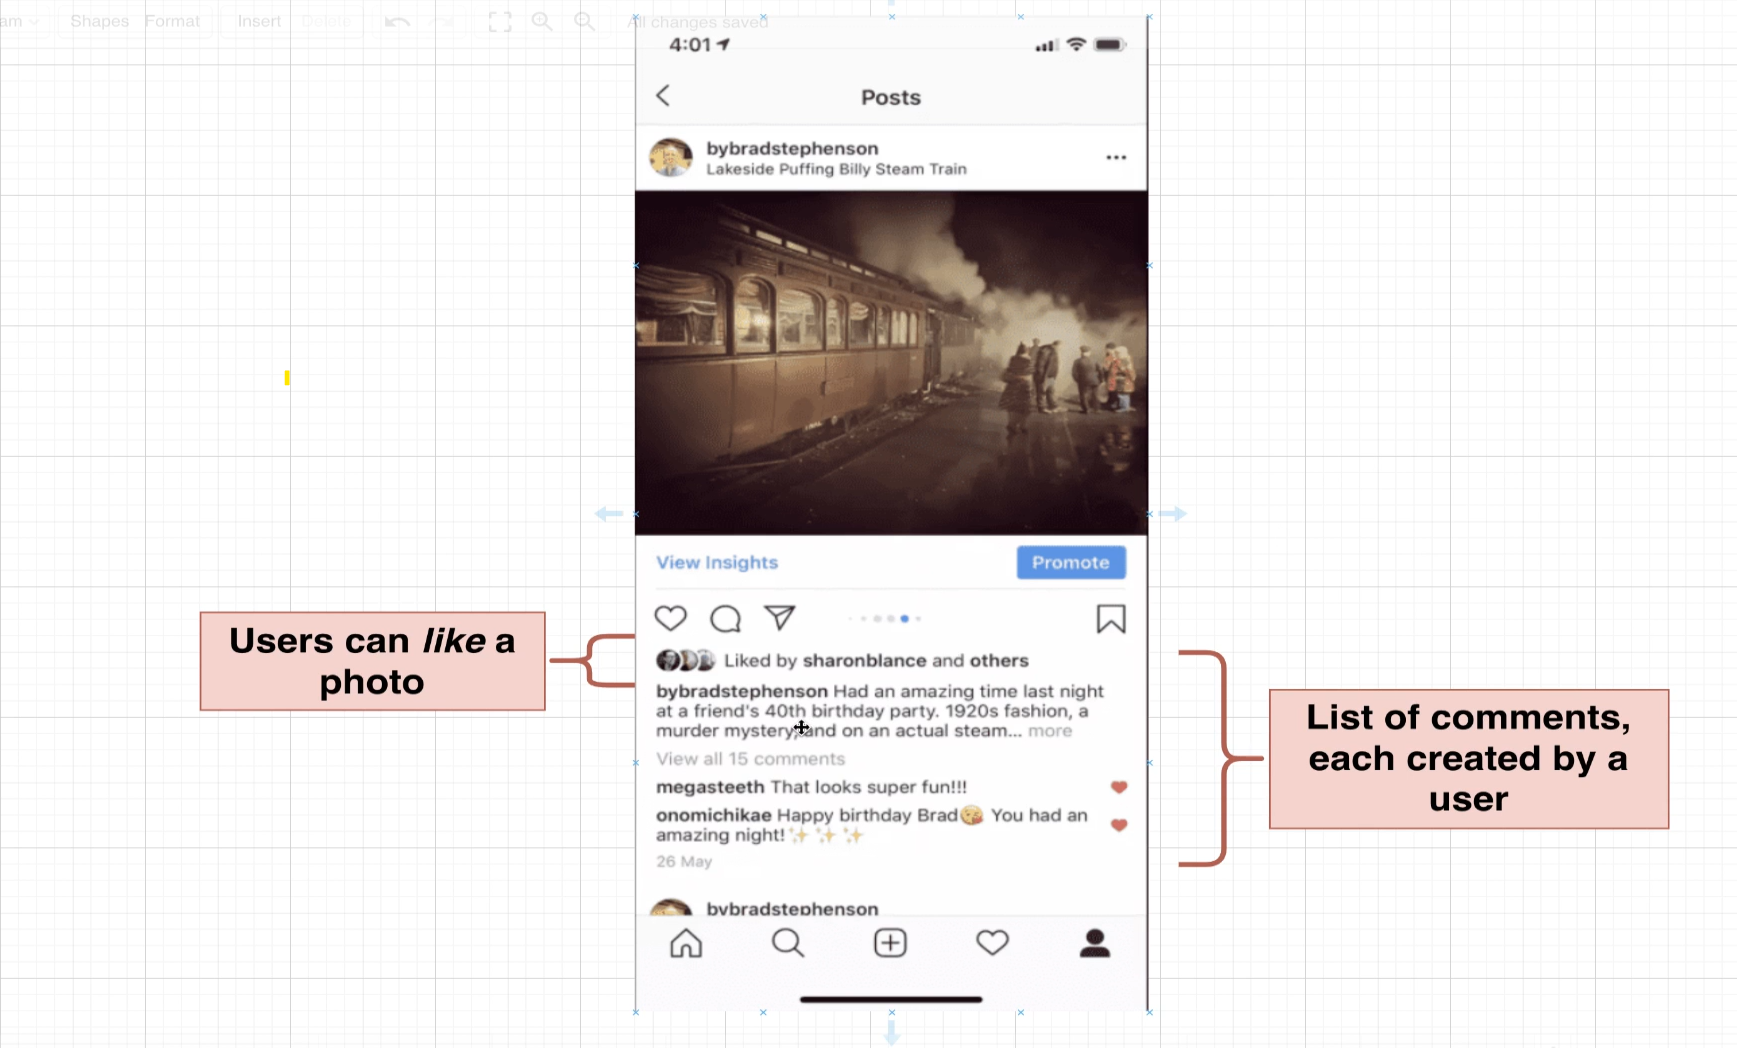 am Shapes Format Insert Delete All changes saved
4:01
Posts
bybradstephenson
Lakeside Puffing Billy Steam Train
View Insights
Promote
Liked by sharonblance and others
bybradstephenson Had an amazing time last night
at a friend's 40th birthday party. 1920s fashion, a
murder mystery, and on an actual steam... more
View all 15 comments
megasteeth That looks super fun!!!
onomichikae Happy birthday Brad😘 You had an
amazing night!✨✨✨
26 May
bybradstephenson
Users can like a
photo
List of comments,
each created by a
user